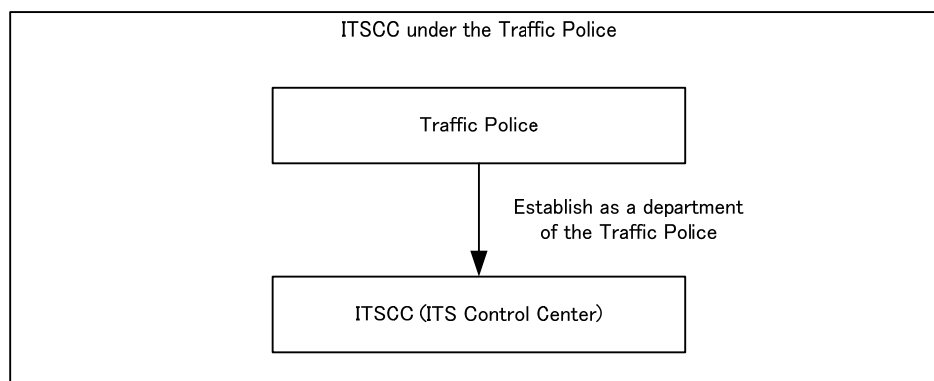 ITSCC under the Traffic Police
Traffic Police
Establish as a department
of the Traffic Police
ITSCC (ITS Control Center)